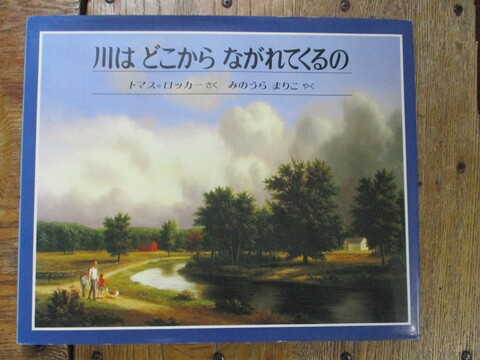 川は どこから ながれてくるの
トマス＝ロッカー さく　みのうら まりこ やく